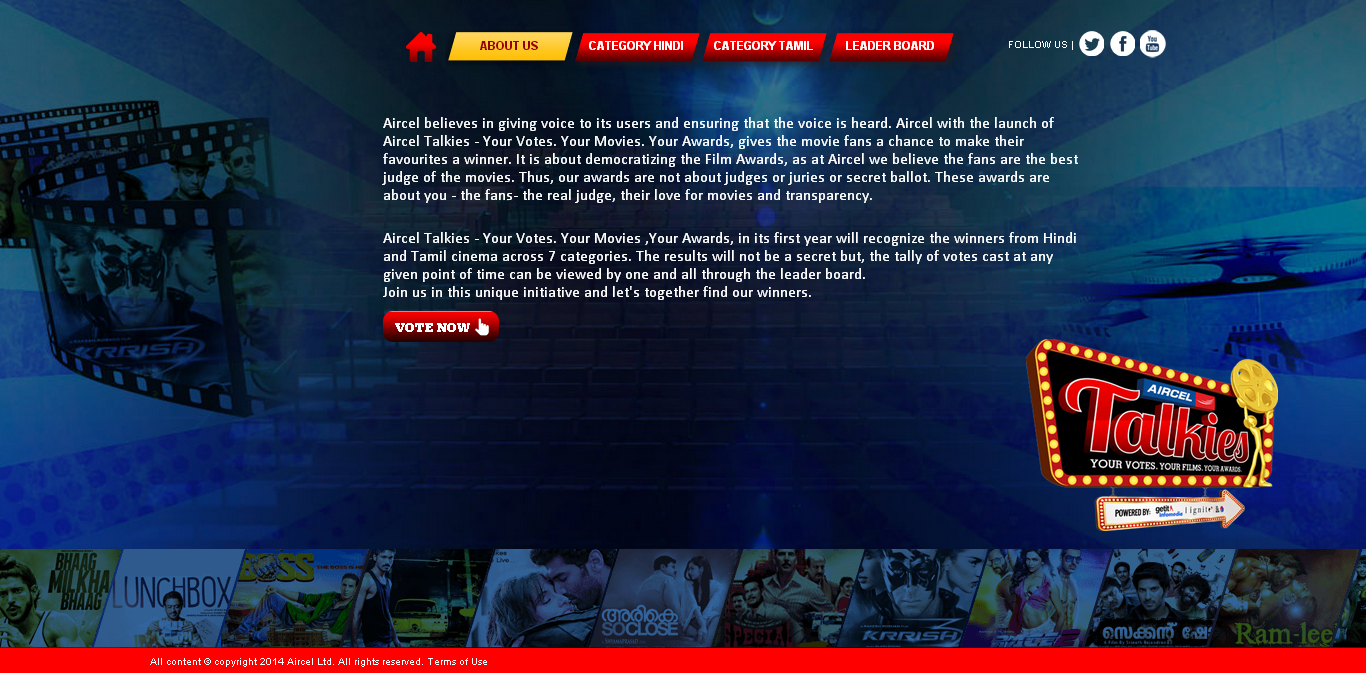 ABOUT US
CATEGORY HINDI
CATEGORY TAMIL
LEADER BOARD
FOLLOW US |
You
Tube
Aircel believes in giving voice to its users and ensuring that the voice is heard. Aircel with the launch of
Aircel Talkies - Your Votes. Your Movies. Your Awards, gives the movie fans a chance to make their
favourites a winner. It is about democratizing the Film Awards, as at Aircel we believe the fans are the best
judge of the movies. Thus, our awards are not about judges or juries or secret ballot. These awards are
about you - the fans- the real judge, their love for movies and transparency.
Aircel Talkies - Your Votes. Your Movies ,Your Awards, in its first year will recognize the winners from Hindi
and Tamil cinema across 7 categories. The results will not be a secret but, the tally of votes cast at any
given point of time can be viewed by one and all through the leader board.
Join us in this unique initiative and let's together find our winners.
VOTE NOW
KRRISH
AIRCEL
Talkies
YOUR VOTES. YOUR FILMS. YOUR AWARDS.
POWERED BY: getit infomedia
BHAAG
MILKHA
BHAAG
LUNCHBOX
BOSS
അരികെ
SOCLOSE
SPECIAL
KRRISH
സെക്കൻ്റ് ഷോ
Ram-lee
All content © copyright 2014 Aircel Ltd. All rights reserved. Terms of Use